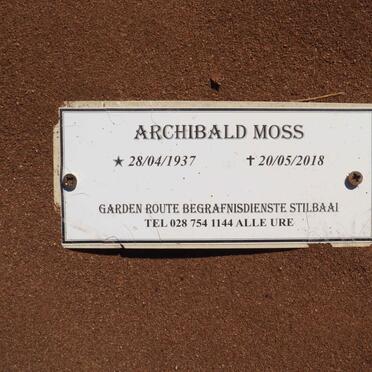 ARCHIBALD MOSS
★ 28/04/1937 ✝ 20/05/2018
GARDEN ROUTE BEGRAFNISDIENSTE STILBAAI
TEL 028 754 1144 ALLE URE